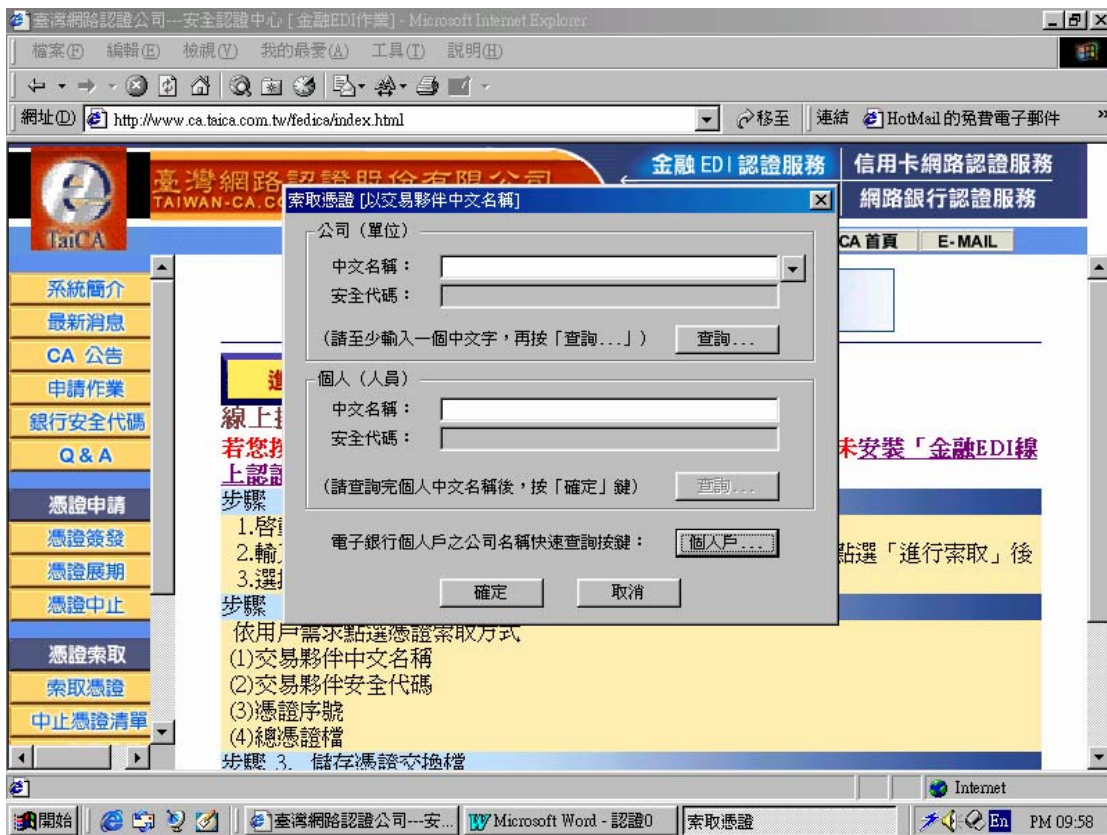 臺灣網路認證公司---安全認證中心 [金融EDI作業] - Microsoft Internet Explorer
檔案(F) 編輯(E) 檢視(V) 我的最愛(A) 工具(T) 說明(H)
網址(D) http://www.ca.taica.com.tw/fedica/index.html 移至 連結 HotMail 的免費電子郵件 »
金融 EDI 認證服務 信用卡網路認證服務
網路銀行認證服務
臺灣網路認證股份有限公司
TAIWAN-CA.C
TaiCA
CA 首頁 E-MAIL
系統簡介
最新消息
CA 公告
申請作業
銀行安全代碼
Q & A
憑證申請
憑證簽發
憑證展期
憑證中止
憑證索取
索取憑證
中止憑證清單
索取憑證 [以交易夥伴中文名稱]
公司（單位）
中文名稱：
安全代碼：
（請至少輸入一個中文字，再按「查詢...」） 查詢...
個人（人員）
中文名稱：
安全代碼：
（請查詢完個人中文名稱後，按「確定」鍵） 查詢...
電子銀行個人戶之公司名稱快速查詢按鍵： 個人戶...
確定 取消
線上
若您 未安裝「金融EDI線
上認證
步驟
1.啓
2.輸 點選「進行索取」後
3.選
步驟
依用戶需求點選憑證索取方式
(1)交易夥伴中文名稱
(2)交易夥伴安全代碼
(3)憑證序號
(4)總憑證檔
步驟 3. 儲存憑證交換檔
Internet
開始 臺灣網路認證公司---安... Microsoft Word - 認證0 索取憑證 En PM 09:58